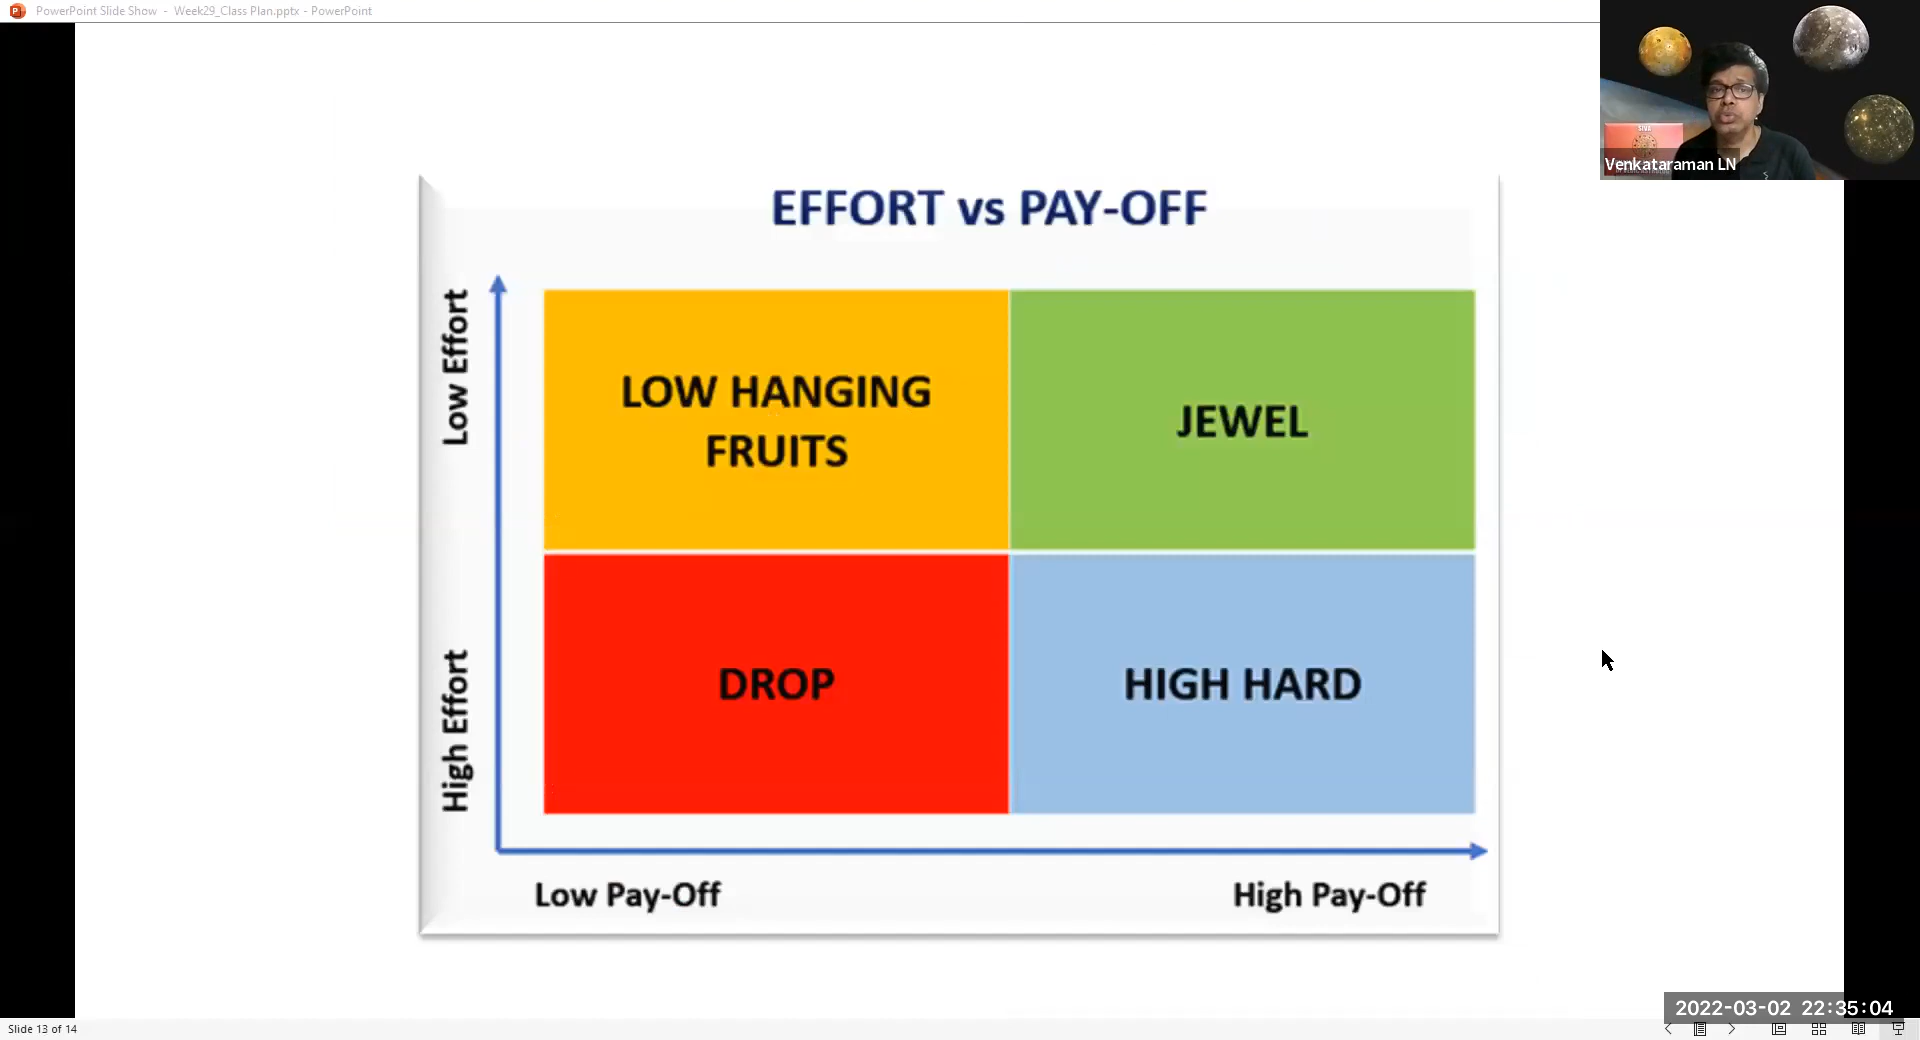 PowerPoint Slide Show - Week29_Class Plan.pptx - PowerPoint
SIVA
Venkataraman LN
EFFORT vs PAY-OFF
Low Effort
LOW HANGING
FRUITS
JEWEL
High Effort
DROP
HIGH HARD
Low Pay-Off
High Pay-Off
2022-03-02 22:35:04
Slide 13 of 14